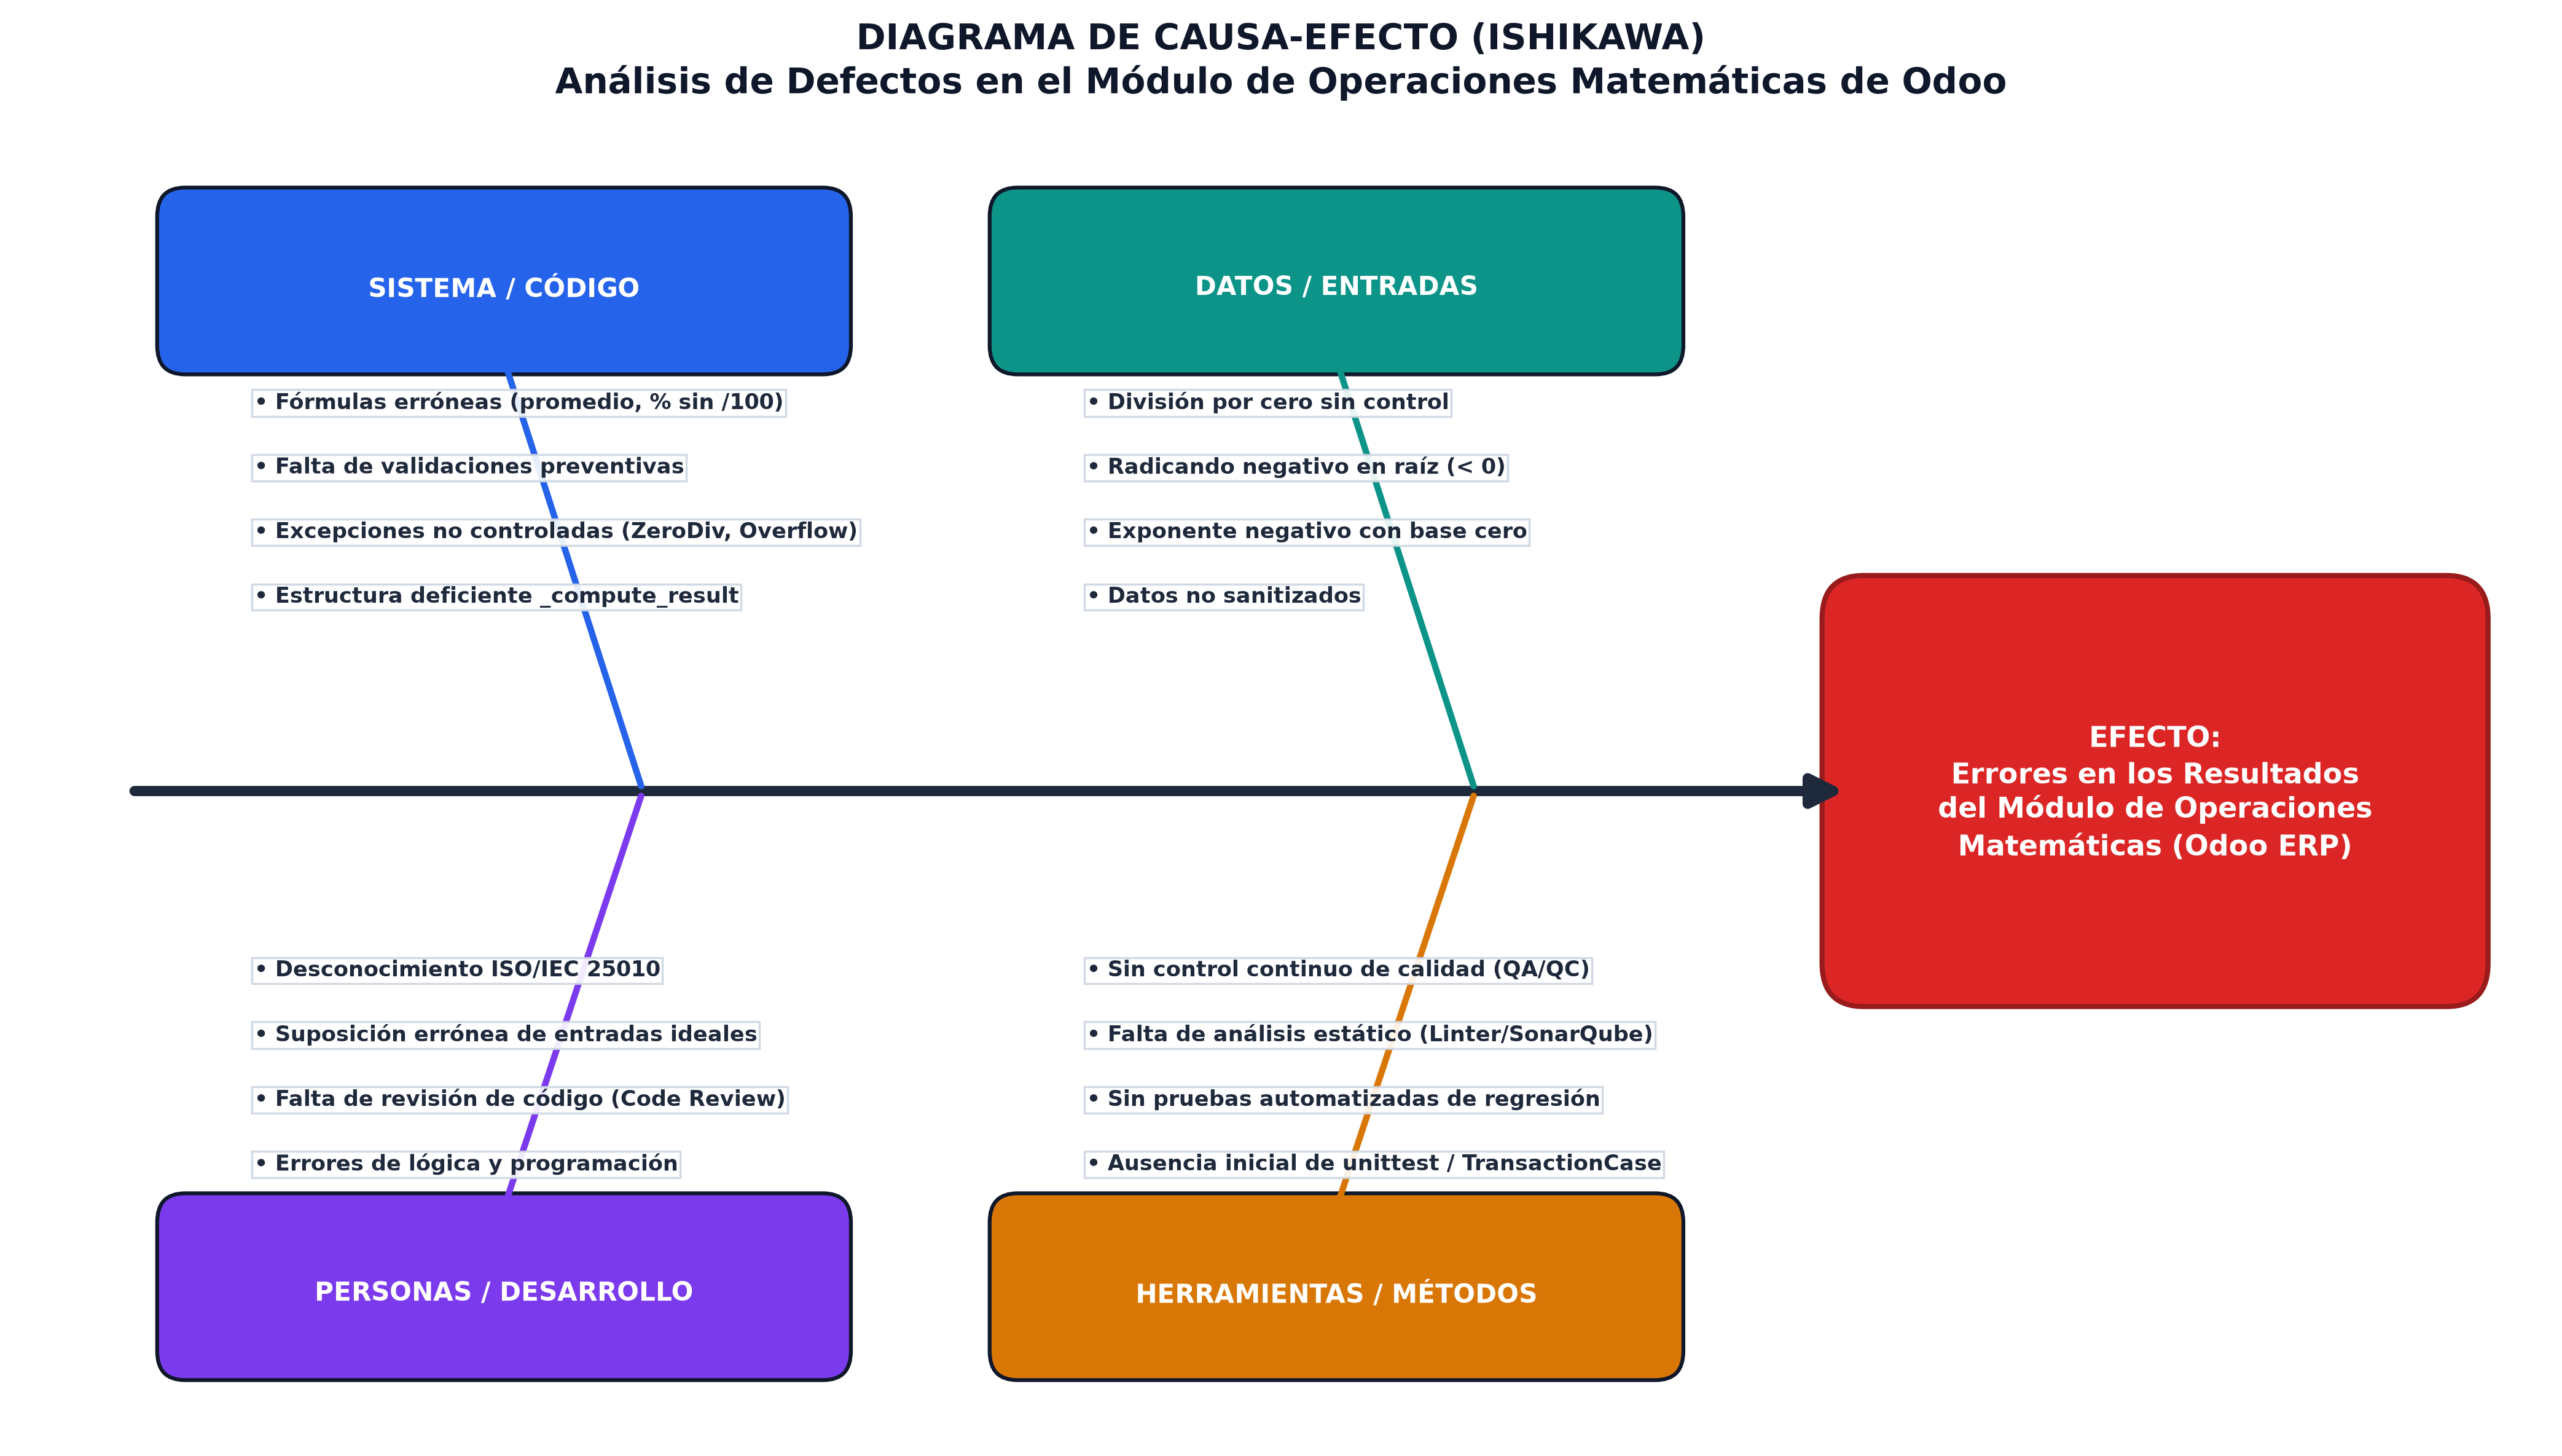 DIAGRAMA DE CAUSA-EFECTO (ISHIKAWA)
Análisis de Defectos en el Módulo de Operaciones Matemáticas de Odoo
SISTEMA / CÓDIGO
• Fórmulas erróneas (promedio, % sin /100)
• Falta de validaciones preventivas
• Excepciones no controladas (ZeroDiv, Overflow)
• Estructura deficiente _compute_result
DATOS / ENTRADAS
• División por cero sin control
• Radicando negativo en raíz (< 0)
• Exponente negativo con base cero
• Datos no sanitizados
EFECTO:
Errores en los Resultados
del Módulo de Operaciones
Matemáticas (Odoo ERP)
• Desconocimiento ISO/IEC 25010
• Suposición errónea de entradas ideales
• Falta de revisión de código (Code Review)
• Errores de lógica y programación
PERSONAS / DESARROLLO
• Sin control continuo de calidad (QA/QC)
• Falta de análisis estático (Linter/SonarQube)
• Sin pruebas automatizadas de regresión
• Ausencia inicial de unittest / TransactionCase
HERRAMIENTAS / MÉTODOS